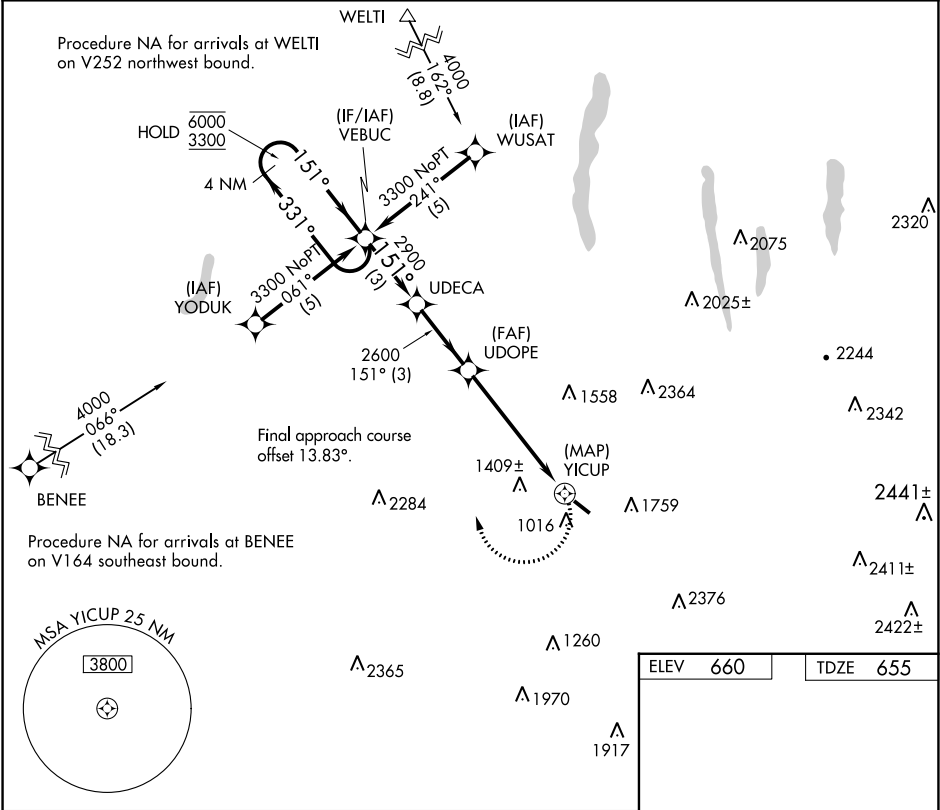 WELTI
Procedure NA for arrivals at WELTI
on V252 northwest bound.
4000
162°
(8.8)
HOLD
6000
3300
4 NM
(IF/IAF)
VEBUC
(IAF)
WUSAT
151°
331°
3300 NoPT
241°
(5)
2320
2075
(IAF)
YODUK
3300 NoPT
061°
(5)
2900
151°
(3)
UDECA
2025±
2600
151° (3)
(FAF)
UDOPE
2244
4000
066°
(18.3)
BENEE
1558
2364
2342
Final approach course
offset 13.83°.
(MAP)
YICUP
1409±
2284
1016
1759
2441±
Procedure NA for arrivals at BENEE
on V164 southeast bound.
2411±
2376
2422±
MSA YICUP 25 NM
3800
2365
1260
1970
1917
ELEV 660
TDZE 655